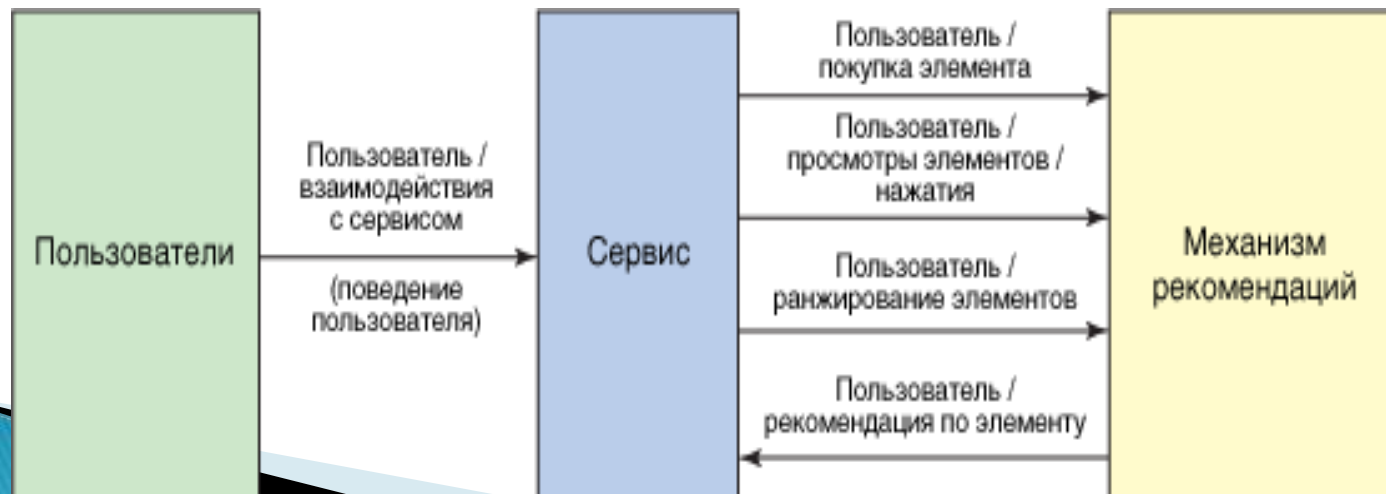 Пользователи
Пользователь /
взаимодействия
с сервисом
(поведение
пользователя)
Сервис
Пользователь /
покупка элемента
Пользователь /
просмотры элементов /
нажатия
Пользователь /
ранжирование элементов
Пользователь /
рекомендация по элементу
Механизм
рекомендаций